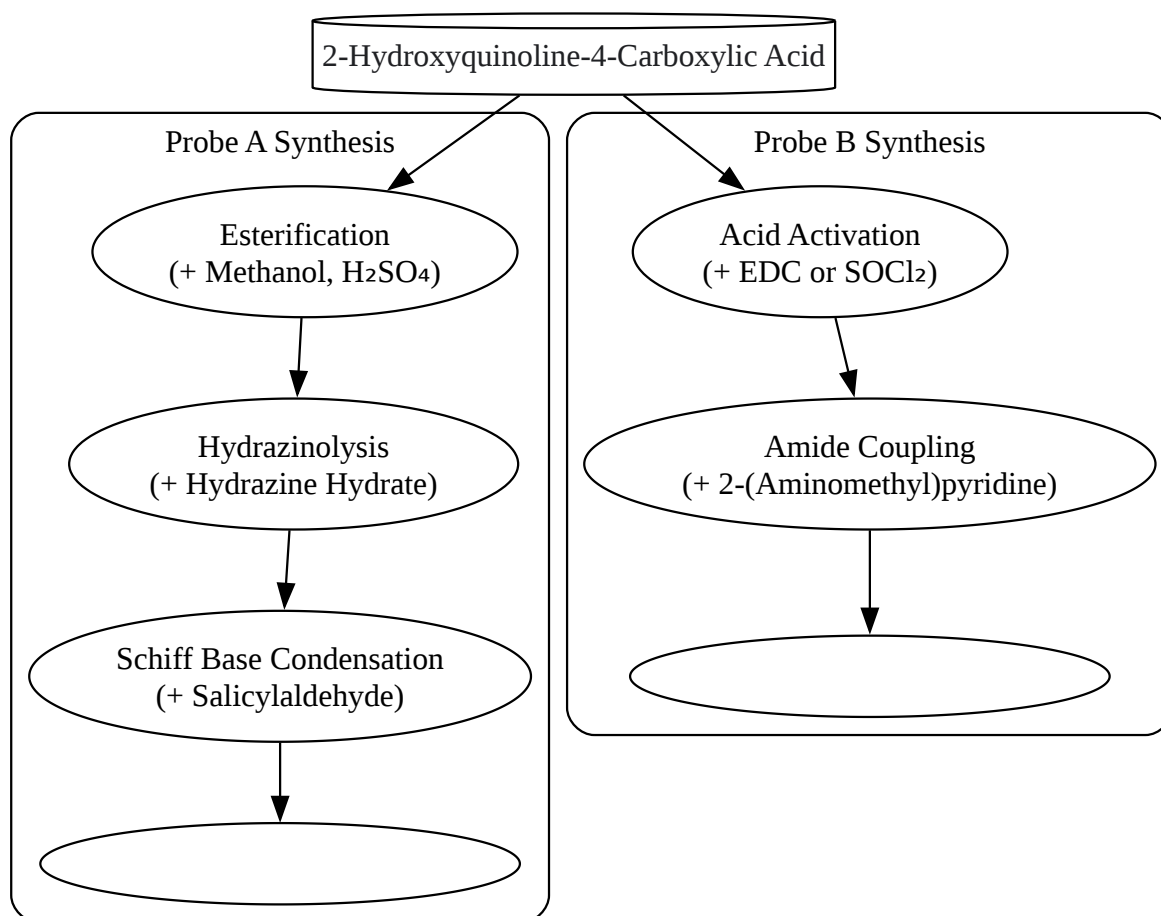 2-Hydroxyquinoline-4-Carboxylic Acid
Probe A Synthesis
Esterification
(+ Methanol, H₂SO₄)
Hydrazinolysis
(+ Hydrazine Hydrate)
Schiff Base Condensation
(+ Salicylaldehyde)
Probe B Synthesis
Acid Activation
(+ EDC or SOCl₂)
Amide Coupling
(+ 2-(Aminomethyl)pyridine)